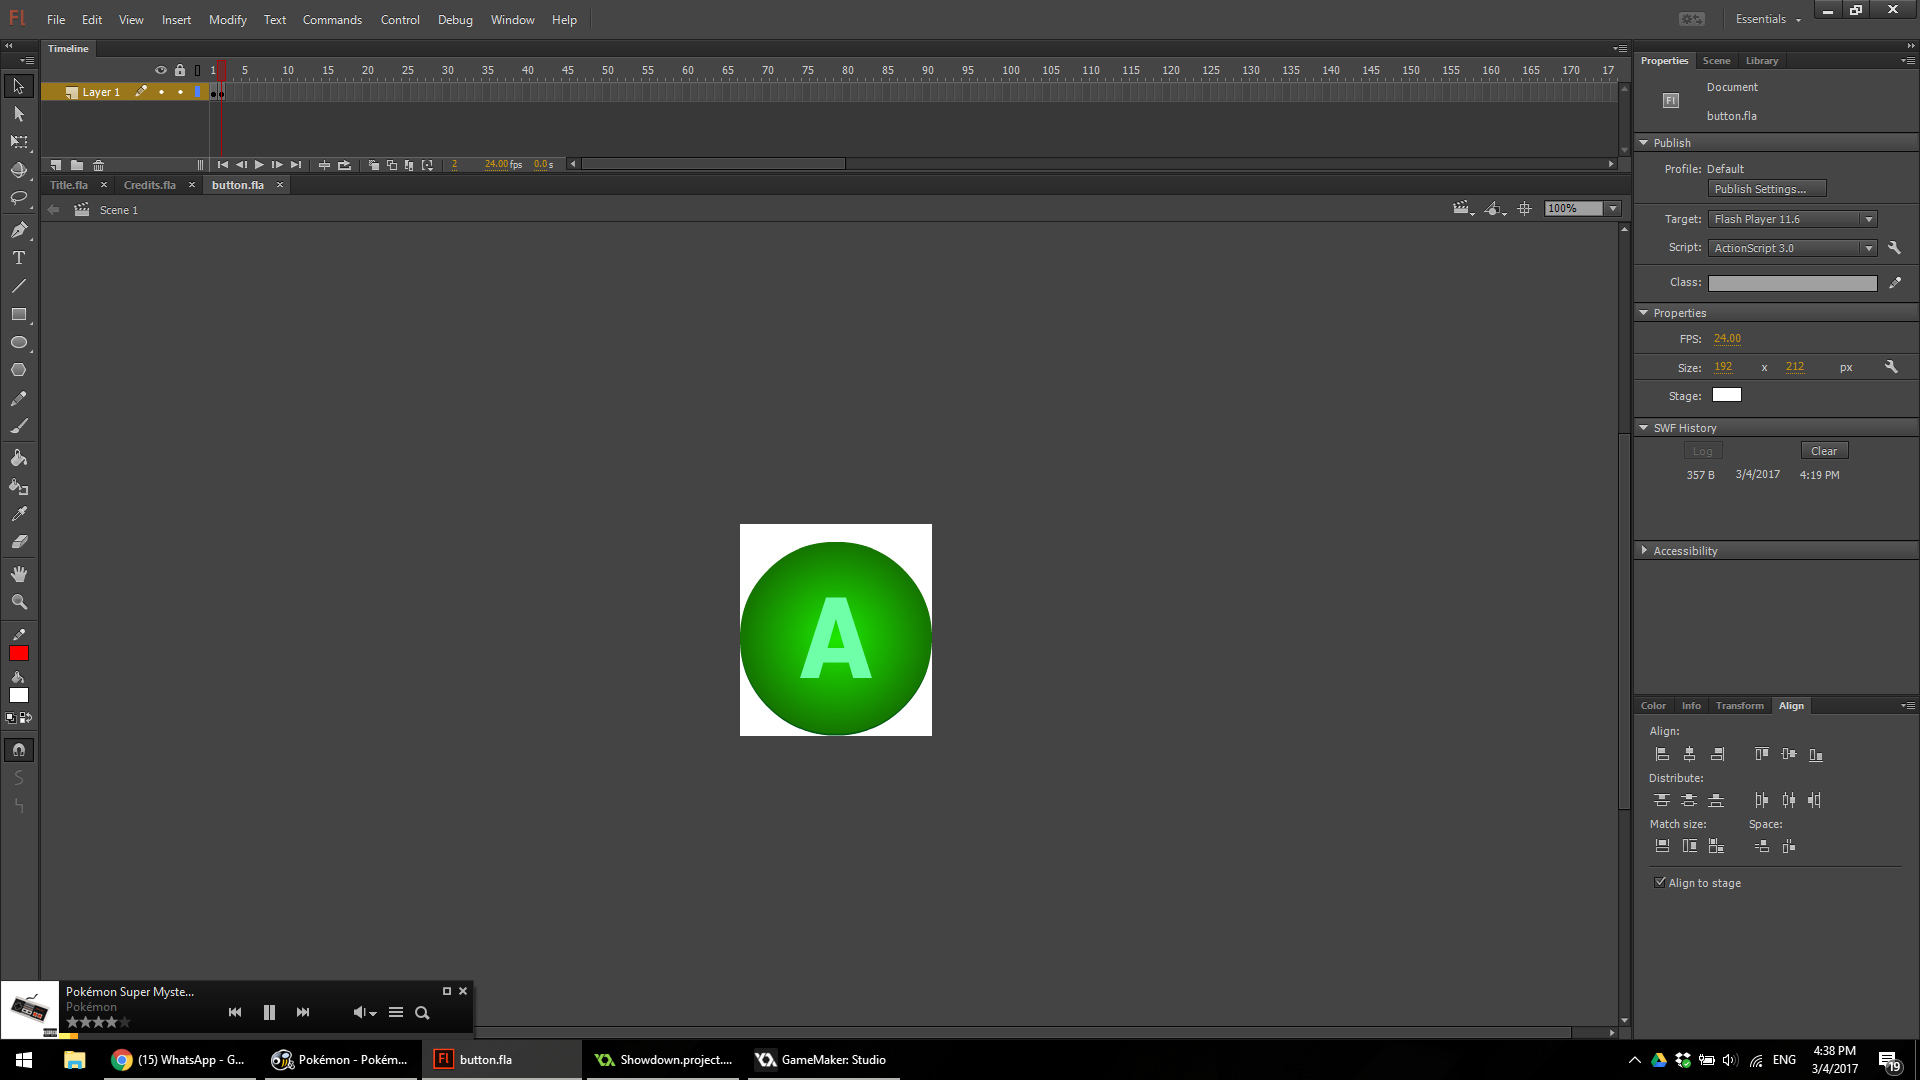 Fl File Edit View Insert Modify Text Commands Control Debug Window Help Essentials
Timeline
1 5 10 15 20 25 30 35 40 45 50 55 60 65 70 75 80 85 90 95 100 105 110 115 120 125 130 135 140 145 150 155 160 165 170 17
Layer 1
2 24.00 fps 0.0 s
Title.fla Credits.fla button.fla
Scene 1 100%
A
Properties Scene Library
Fl Document
button.fla
Publish
Profile: Default
Publish Settings...
Target: Flash Player 11.6
Script: ActionScript 3.0
Class:
Properties
FPS: 24.00
Size: 192 x 212 px
Stage:
SWF History
Log Clear
357 B 3/4/2017 4:19 PM
Accessibility
Color Info Transform Align
Align:
Distribute:
Match size: Space:
Align to stage
Pokémon Super Myste...
Pokémon
(15) WhatsApp - G... Pokémon - Pokém... Fl button.fla Showdown.project.... GameMaker: Studio ENG 4:38 PM
3/4/2017 19